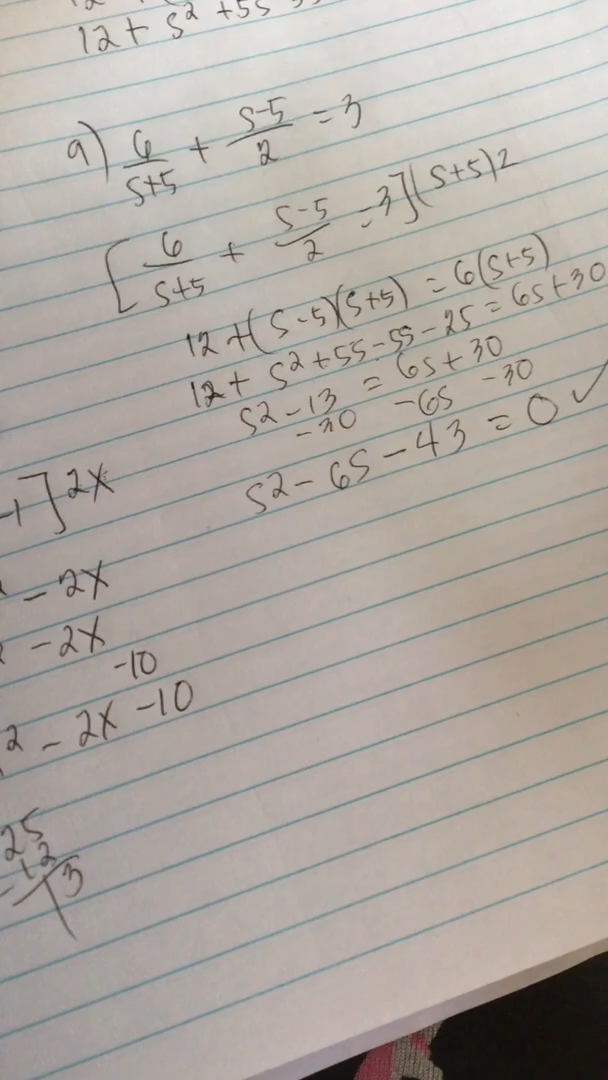 12 + s2 + 5s
a) 6/s+5 + s-5/2 = 3
[6/s+5 + s-5/2 = 3](s+5)2
12 + (s-5)(s+5) = 6(s+5)
12 + s2 + 5s - 5s - 25 = 6s + 30
s2 - 13 = 6s + 30
-30 -6s -30
s2 - 6s - 43 = 0 ✓
-1]2x
- 2x
- 2x
-10
2 - 2x - 10
25
-12
13